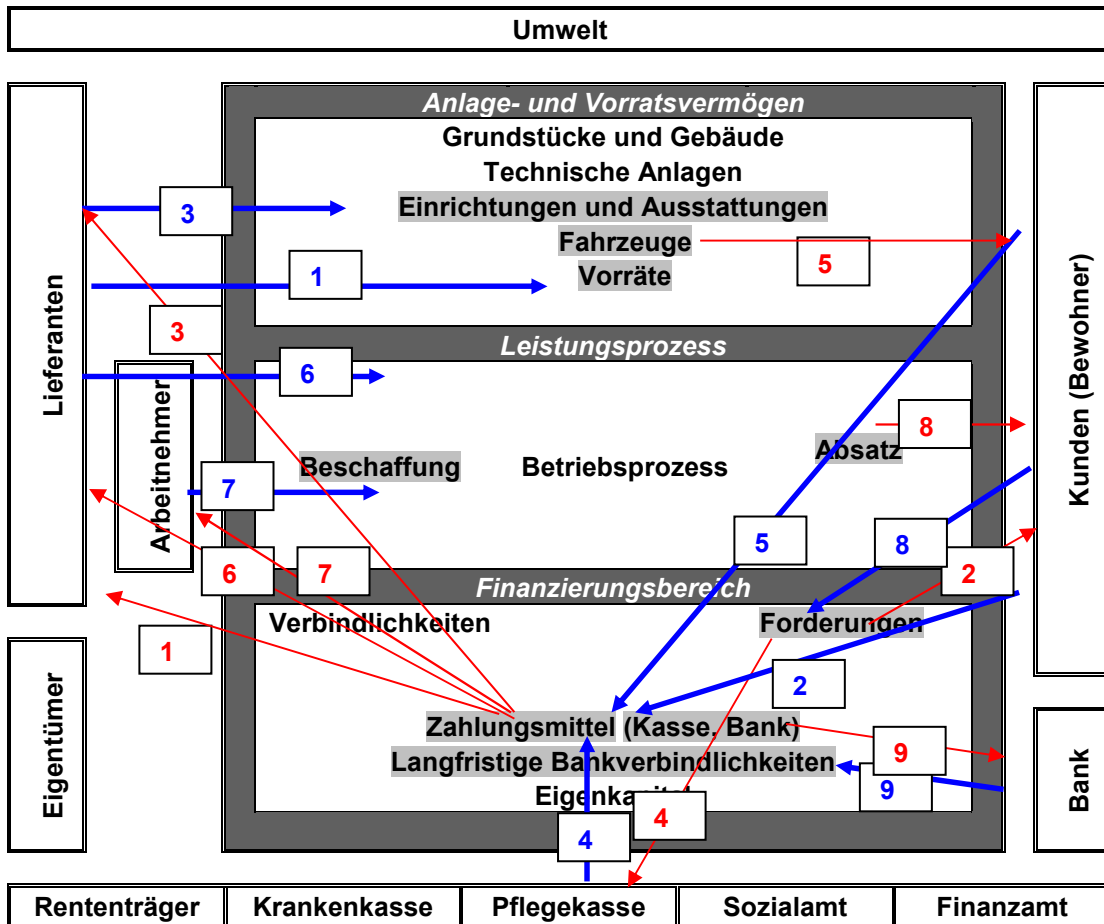 Umwelt
Anlage- und Vorratsvermögen
Grundstücke und Gebäude
Technische Anlagen
Einrichtungen und Ausstattungen
3
Fahrzeuge
5
Vorräte
1
Lieferanten
Kunden (Bewohner)
3
Leistungsprozess
6
Arbeitnehmer
8
Absatz
Beschaffung
Betriebsprozess
7
5
8
6
7
2
Finanzierungsbereich
Verbindlichkeiten
Forderungen
1
2
Eigentümer
Zahlungsmittel (Kasse, Bank)
9
Langfristige Bankverbindlichkeiten
Bank
9
Eigenkapital
4
4
Rententräger
Krankenkasse
Pflegekasse
Sozialamt
Finanzamt